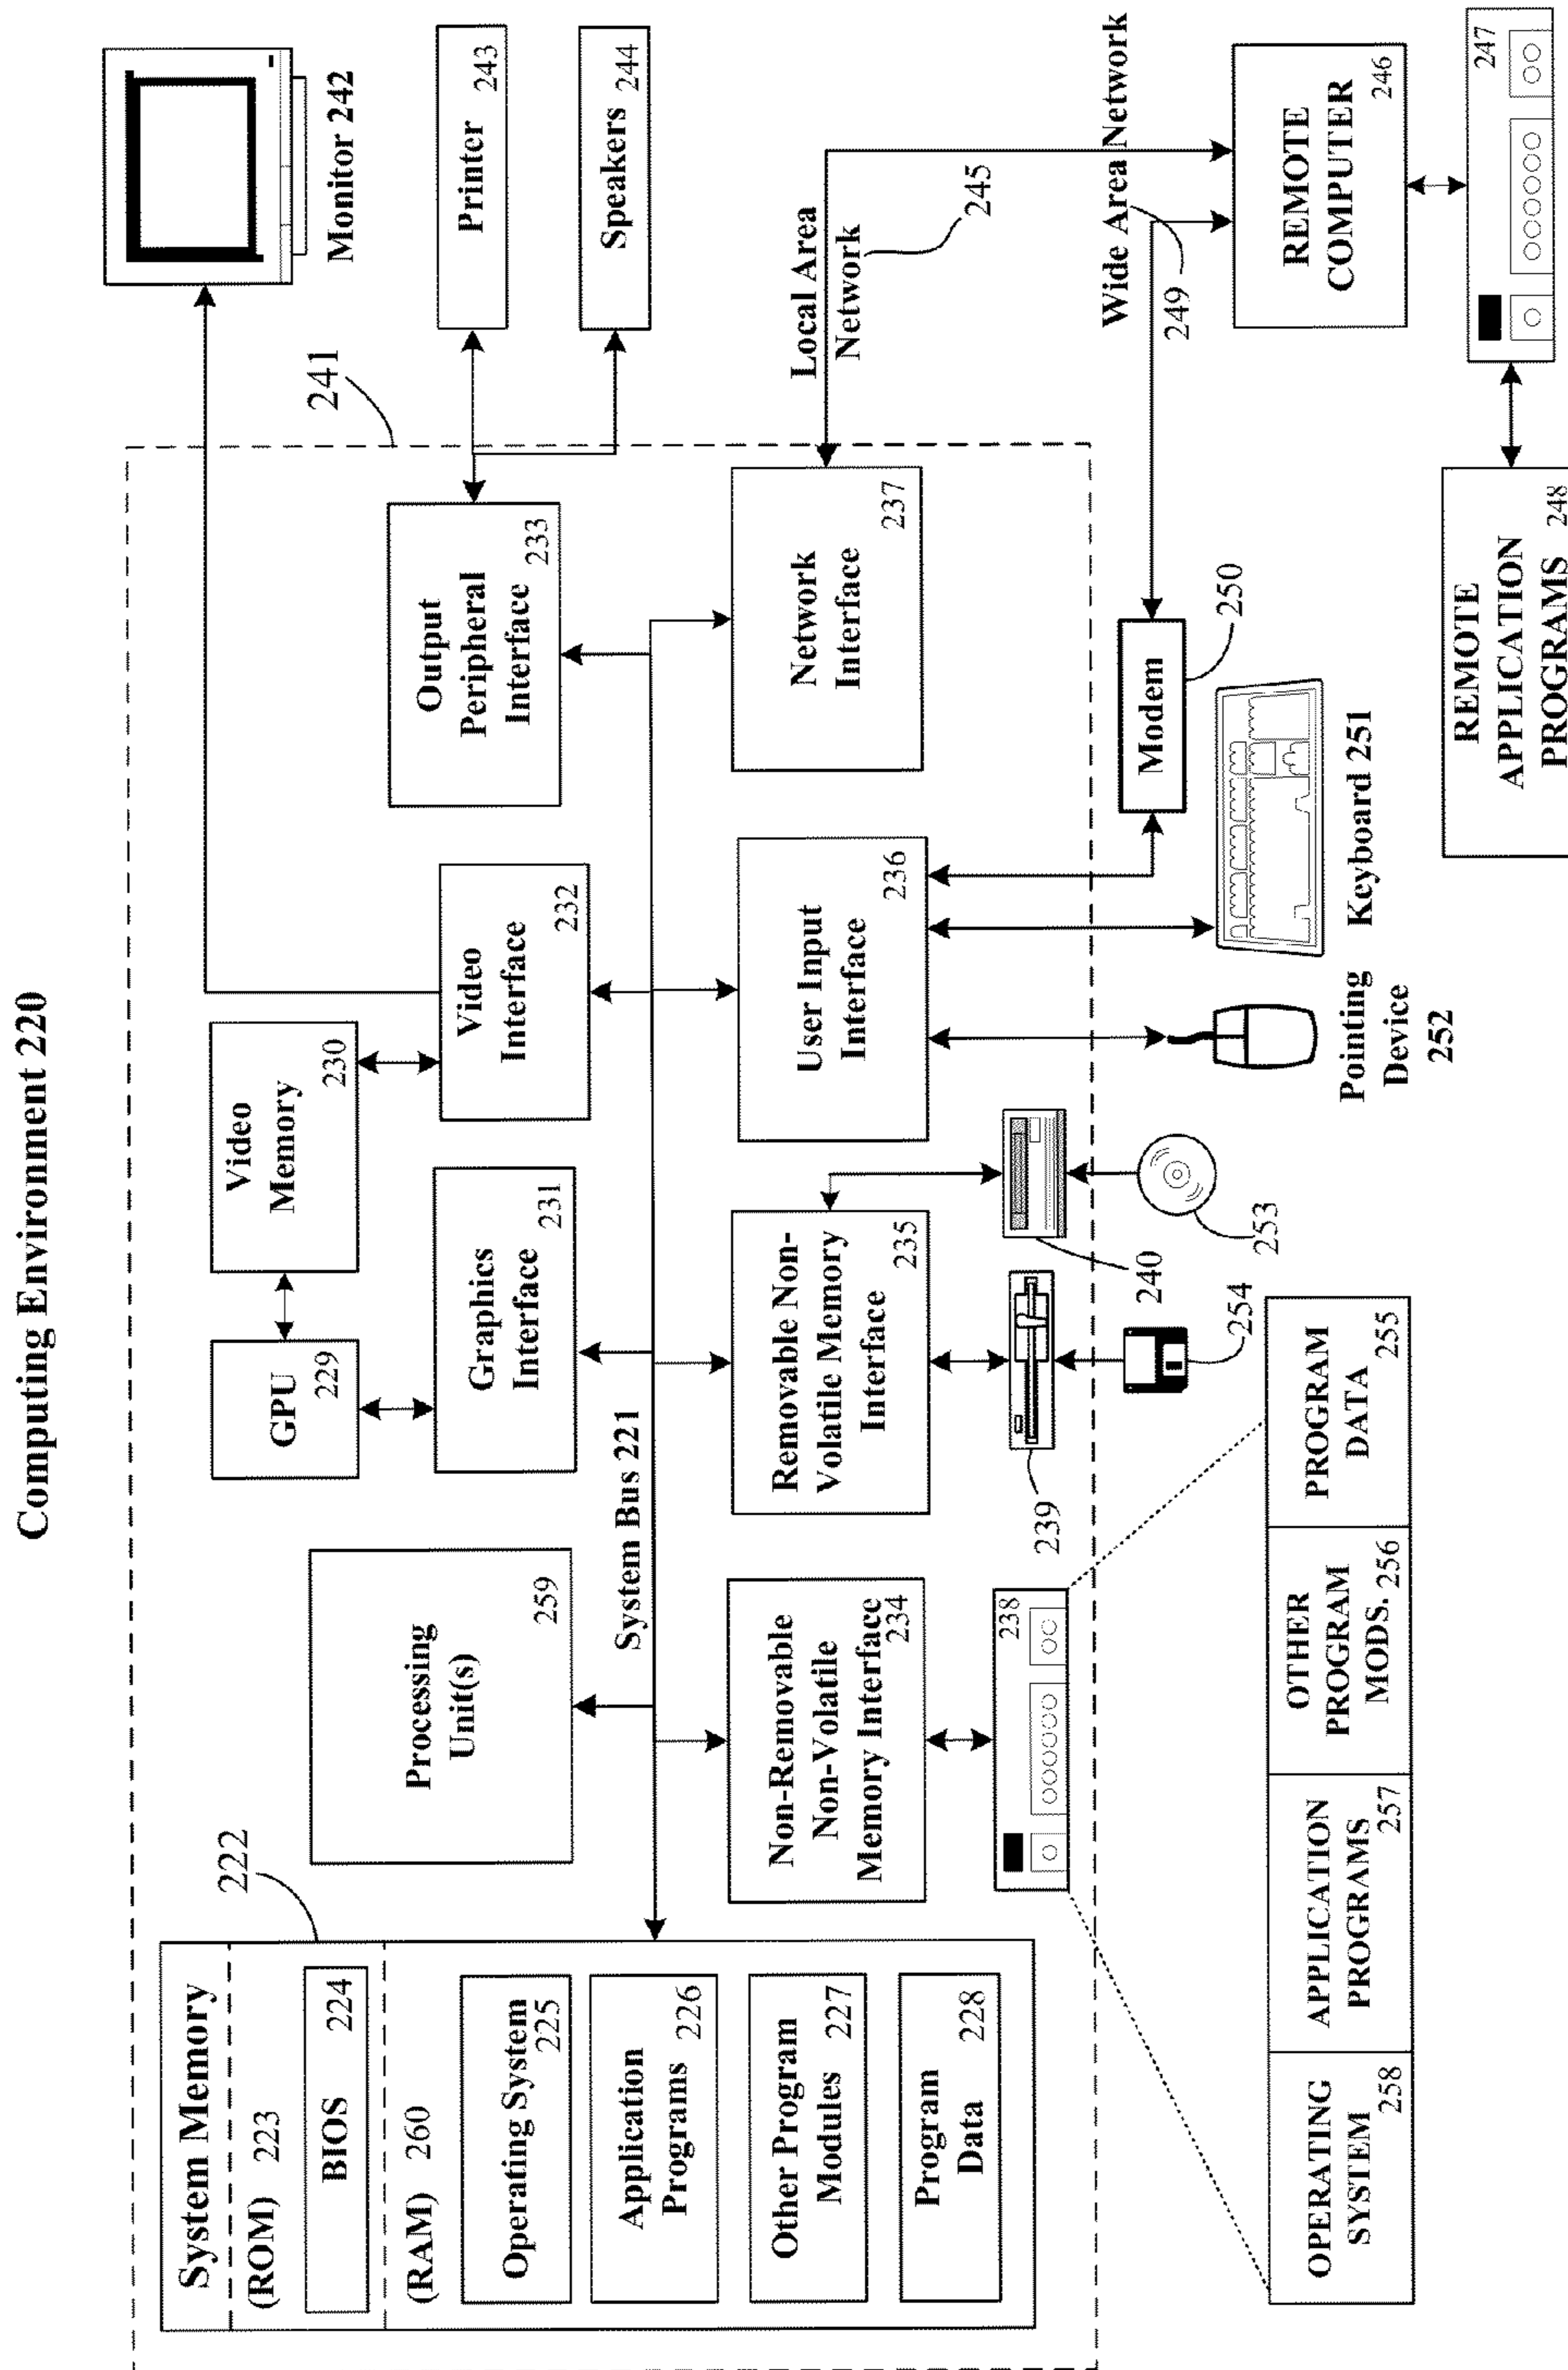 Computing Environment 220
System Memory
222
(ROM) 223
BIOS 224
(RAM) 260
Operating System
225
Application
Programs 226
Other Program
Modules 227
Program
Data 228
Processing
Unit(s)
259
System Bus 221
GPU
229
Video
Memory
230
Graphics
Interface
231
Video
Interface
232
Output
Peripheral
Interface
233
241
Monitor 242
Printer
243
Speakers
244
Non-Removable
Non-Volatile
Memory Interface
234
Removable Non-
Volatile Memory
Interface
235
User Input
Interface
236
Network
Interface
237
Local Area
Network
245
238
239
240
254
253
Pointing
Device
252
Keyboard 251
Modem
250
Wide Area Network
249
REMOTE
COMPUTER
246
247
REMOTE
APPLICATION
PROGRAMS 248
OPERATING
SYSTEM
258
APPLICATION
PROGRAMS
257
OTHER
PROGRAM
MODS. 256
PROGRAM
DATA
255